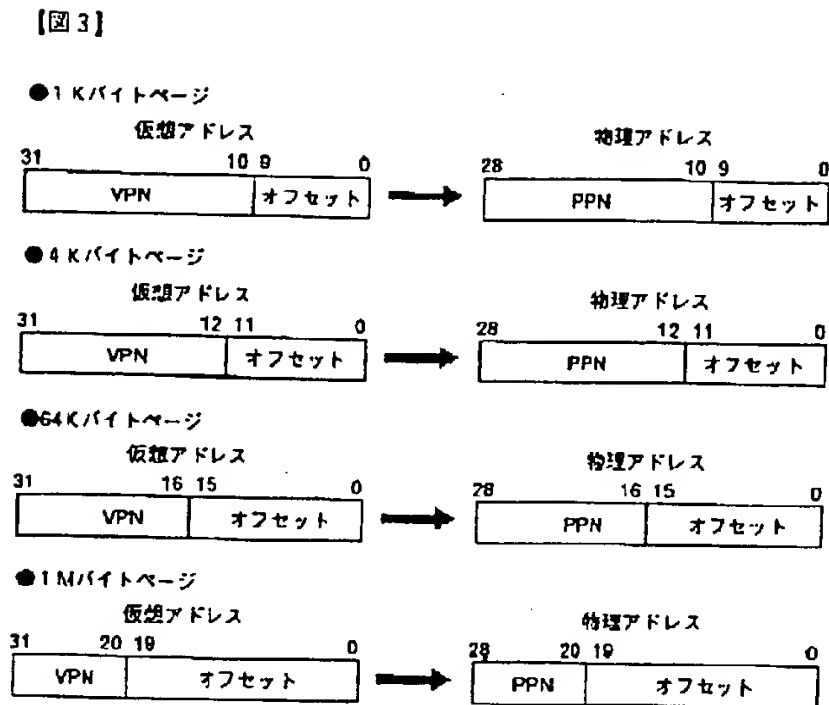 【図3】
●1Kバイトページ
仮想アドレス 物理アドレス
31 10 9 0 28 10 9 0
VPN オフセット PPN オフセット
●4Kバイトページ
仮想アドレス 物理アドレス
31 12 11 0 28 12 11 0
VPN オフセット PPN オフセット
●64Kバイトページ
仮想アドレス 物理アドレス
31 16 15 0 28 16 15 0
VPN オフセット PPN オフセット
●1Mバイトページ
仮想アドレス 物理アドレス
31 20 19 0 28 20 19 0
VPN オフセット PPN オフセット